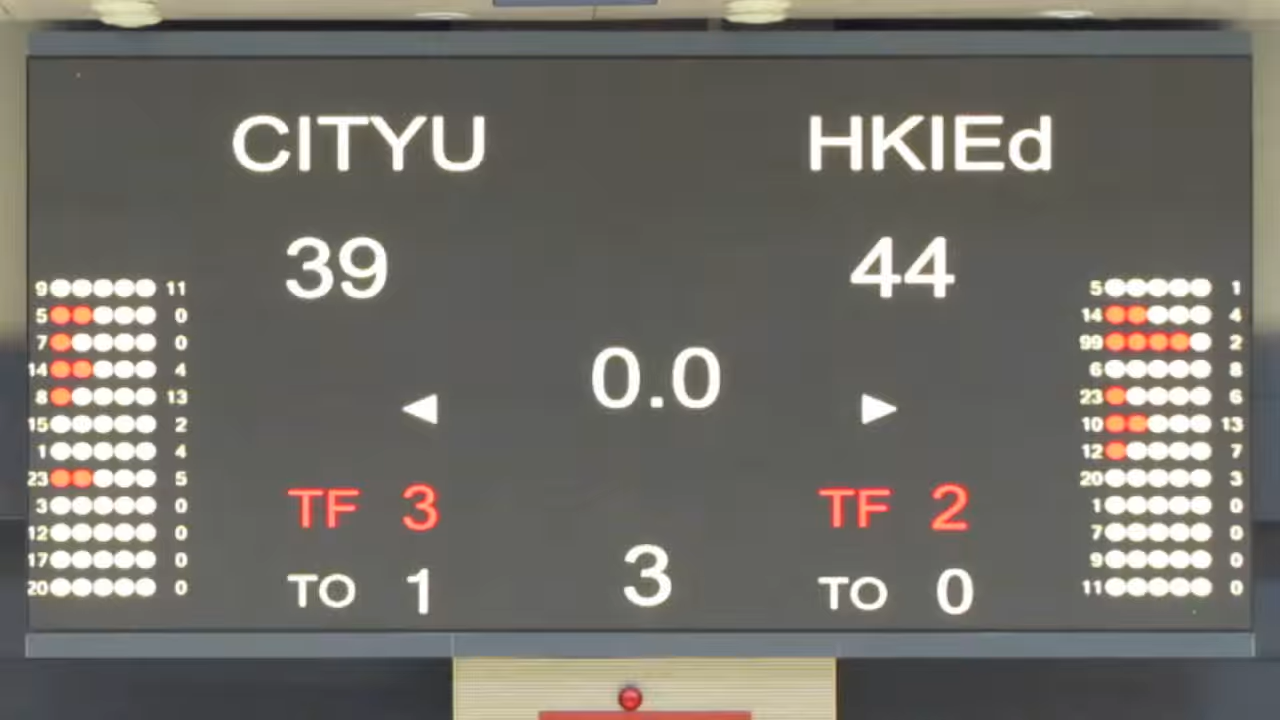 CITYU HKIEd
39 44
9 11 5 1
5 0 14 4
7 0 99 2
14 4 0.0 6 8
8 13 23 6
15 2 10 13
1 4 12 7
23 5 20 3
3 0 TF 3 TF 2 1 0
12 0 7 0
17 0 TO 1 3 TO 0 9 0
20 0 11 0